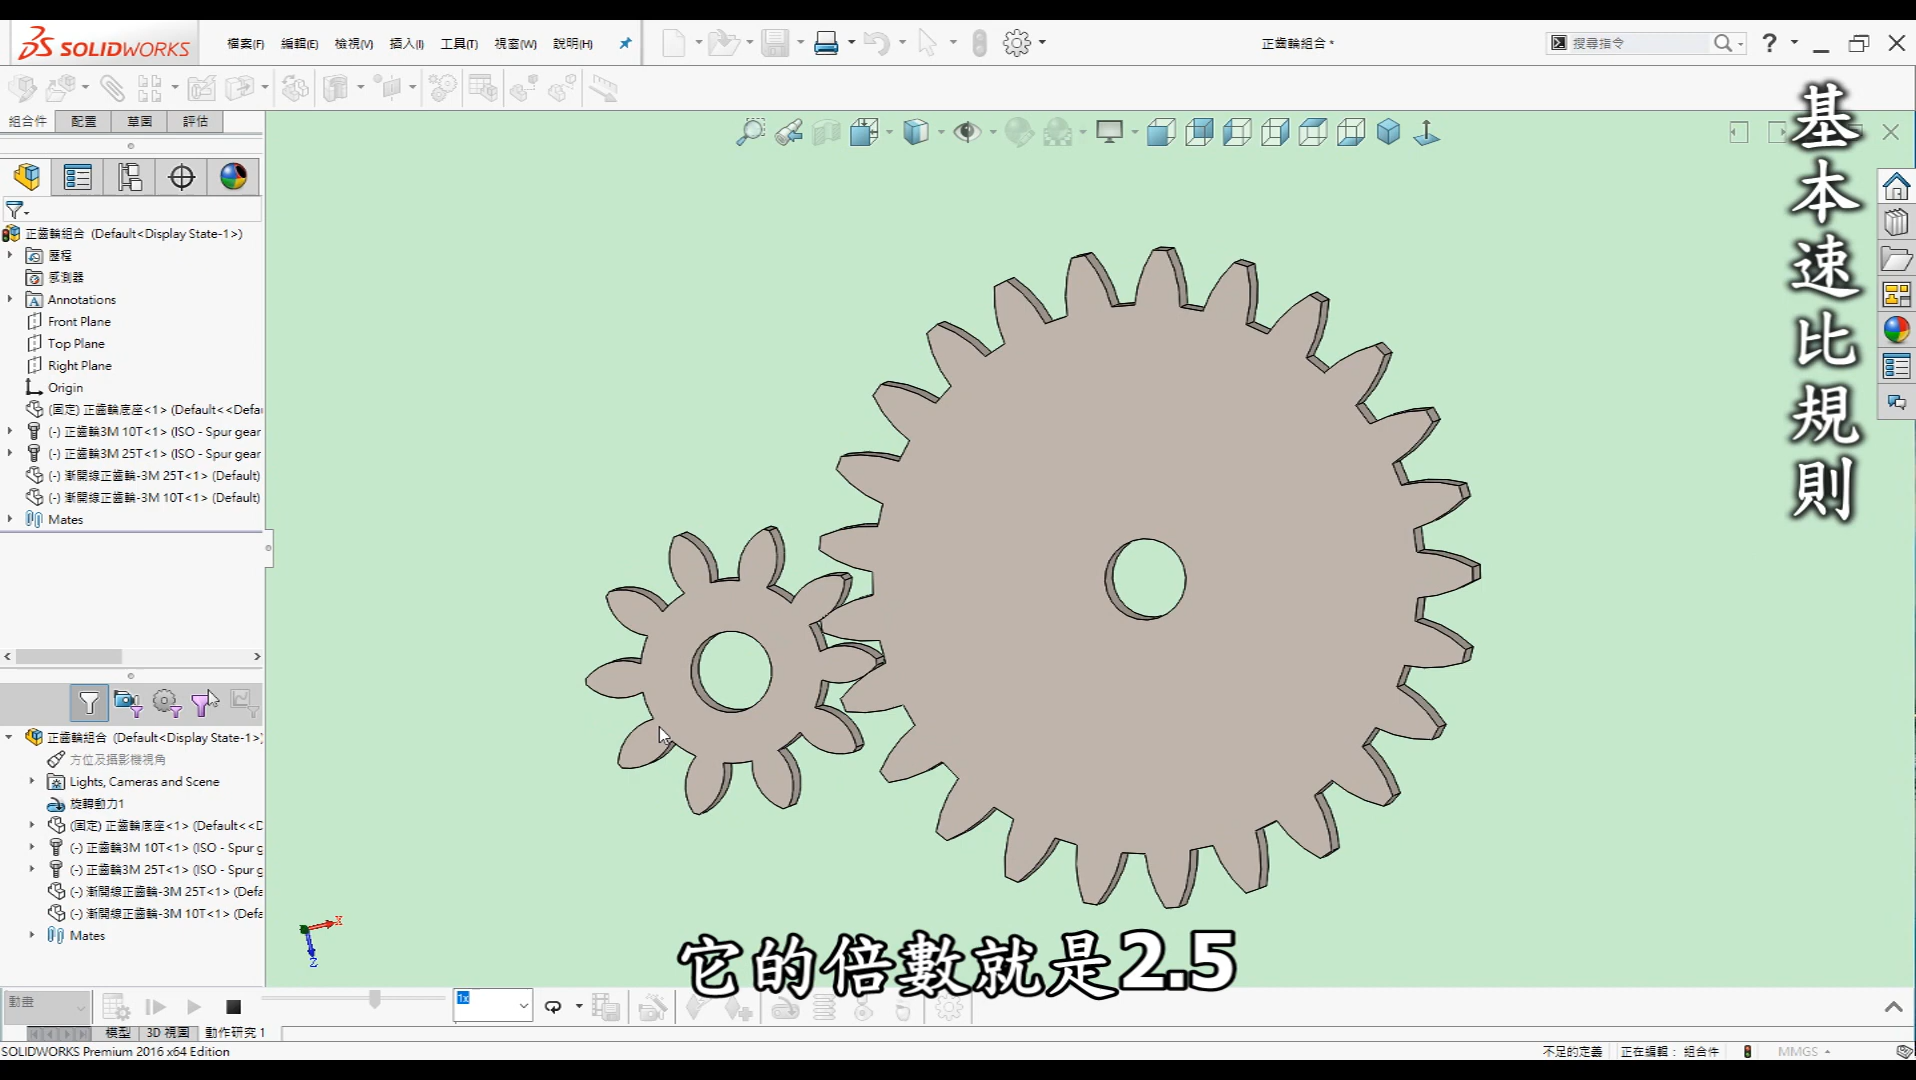 SOLIDWORKS
檔案(F) 編輯(E) 檢視(V) 插入(I) 工具(T) 視窗(W) 說明(H)
正齒輪組合 *
搜尋指令
組合件 配置 草圖 評估
正齒輪組合 (Default<Display State-1>)
歷程
感測器
Annotations
Front Plane
Top Plane
Right Plane
Origin
(固定) 正齒輪底座<1> (Default<<Defa
(-) 正齒輪3M 10T<1> (ISO - Spur gear
(-) 正齒輪3M 25T<1> (ISO - Spur gear
(-) 漸開線正齒輪-3M 25T<1> (Default)
(-) 漸開線正齒輪-3M 10T<1> (Default)
Mates
正齒輪組合 (Default<Display State-1>)
方位及攝影機視角
Lights, Cameras and Scene
旋轉動力1
(固定) 正齒輪底座<1> (Default<<D
(-) 正齒輪3M 10T<1> (ISO - Spur g
(-) 正齒輪3M 25T<1> (ISO - Spur g
(-) 漸開線正齒輪-3M 25T<1> (Defa
(-) 漸開線正齒輪-3M 10T<1> (Defa
Mates
基本速比規則
X
Z
它的倍數就是2.5
動畫
1x
模型 3D 視圖 動作研究 1
SOLIDWORKS Premium 2016 x64 Edition
不足的定義 正在編輯： 組合件 MMGS